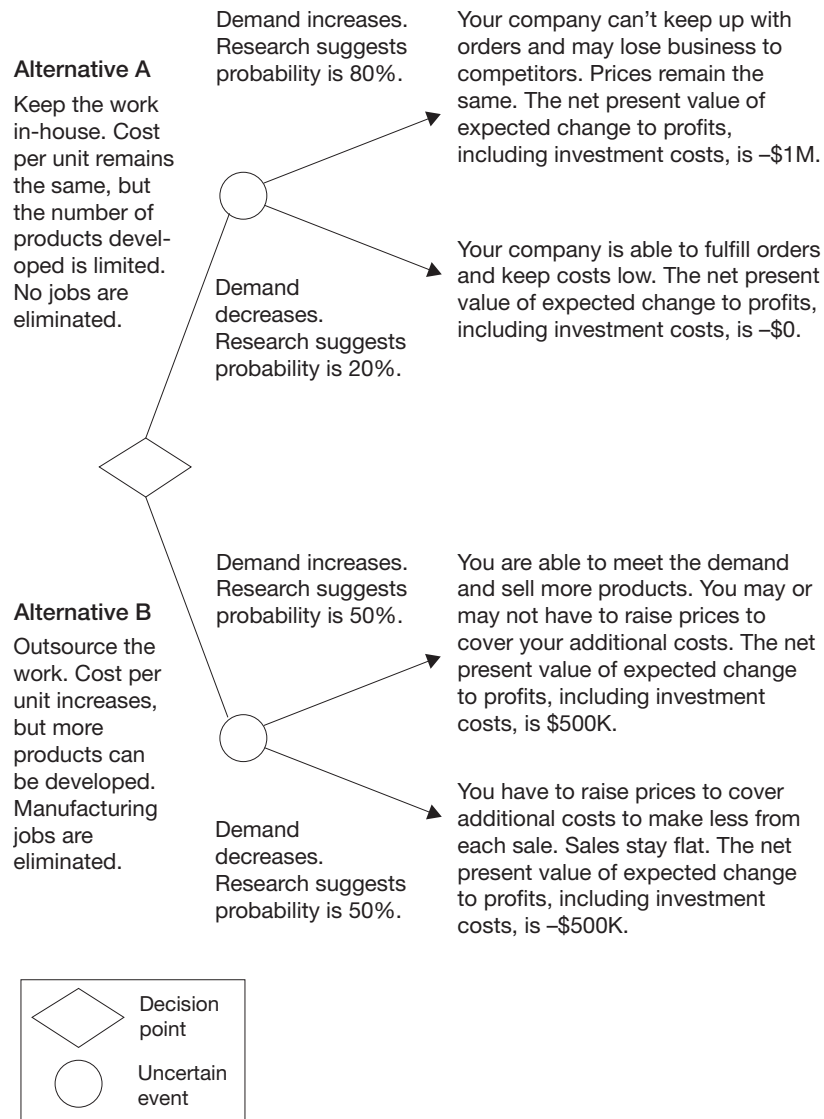 Alternative A
Keep the work
in-house. Cost
per unit remains
the same, but
the number of
products devel-
oped is limited.
No jobs are
eliminated.
Demand increases.
Research suggests
probability is 80%.
Your company can’t keep up with
orders and may lose business to
competitors. Prices remain the
same. The net present value of
expected change to profits,
including investment costs, is –$1M.
Demand
decreases.
Research suggests
probability is 20%.
Your company is able to fulfill orders
and keep costs low. The net present
value of expected change to profits,
including investment costs, is –$0.
Alternative B
Outsource the
work. Cost per
unit increases,
but more
products can
be developed.
Manufacturing
jobs are
eliminated.
Demand increases.
Research suggests
probability is 50%.
You are able to meet the demand
and sell more products. You may or
may not have to raise prices to
cover your additional costs. The net
present value of expected change
to profits, including investment
costs, is $500K.
Demand
decreases.
Research suggests
probability is 50%.
You have to raise prices to cover
additional costs to make less from
each sale. Sales stay flat. The net
present value of expected change
to profits, including investment
costs, is –$500K.
Decision
point
Uncertain
event